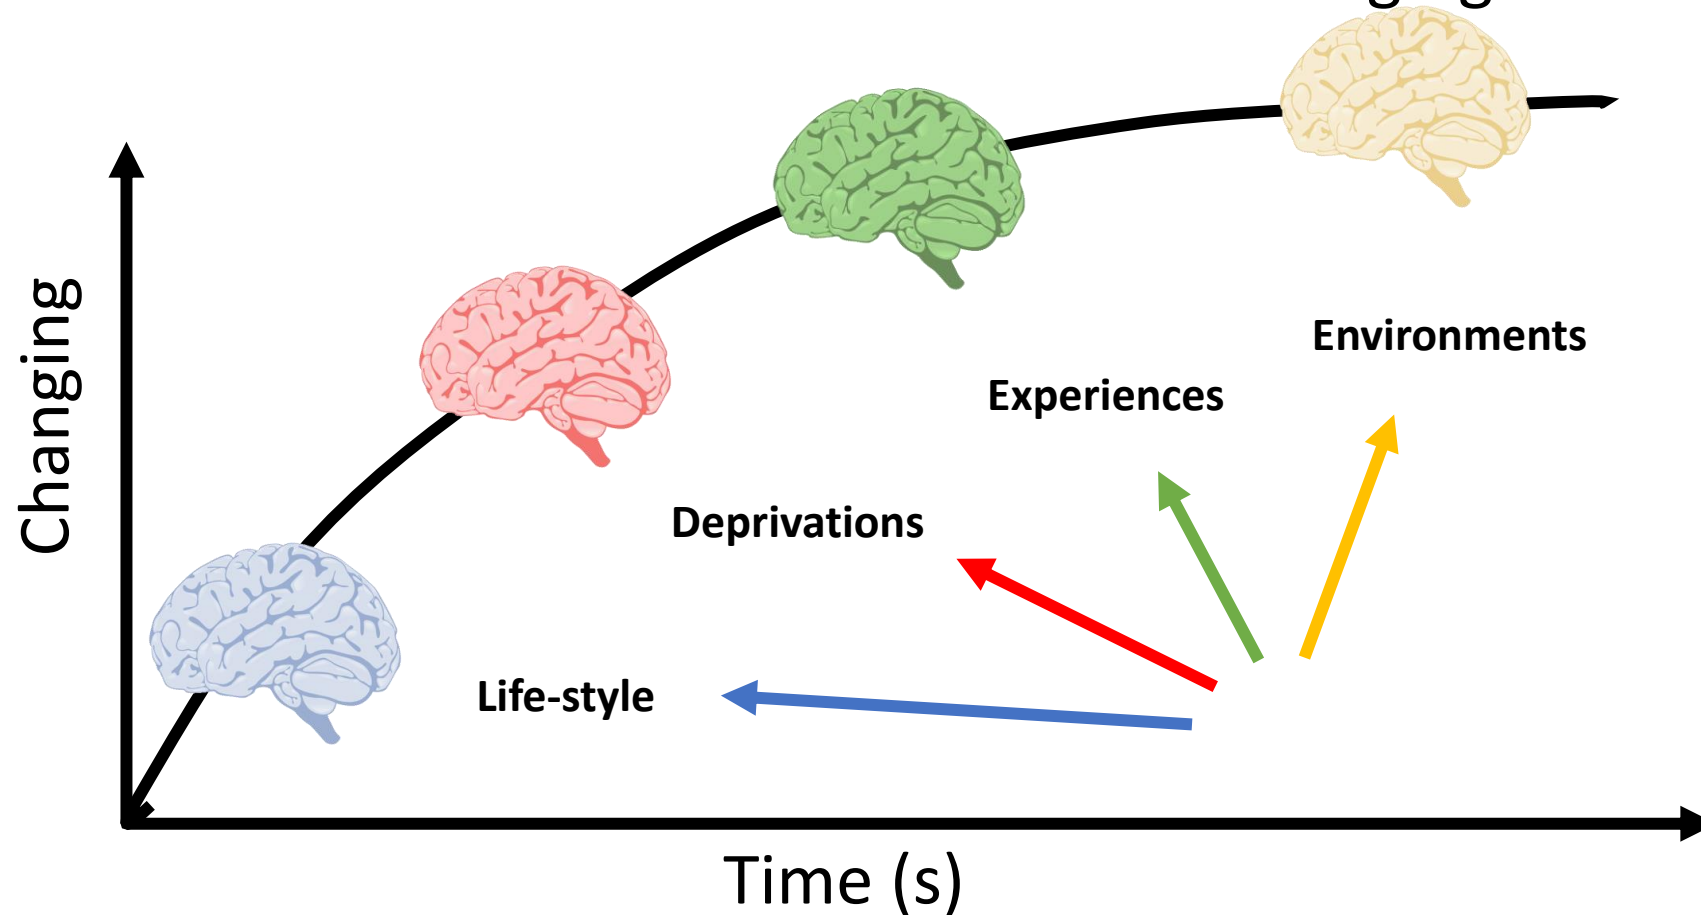 Environments
Experiences
Deprivations
Life-style
Changing
Time (s)